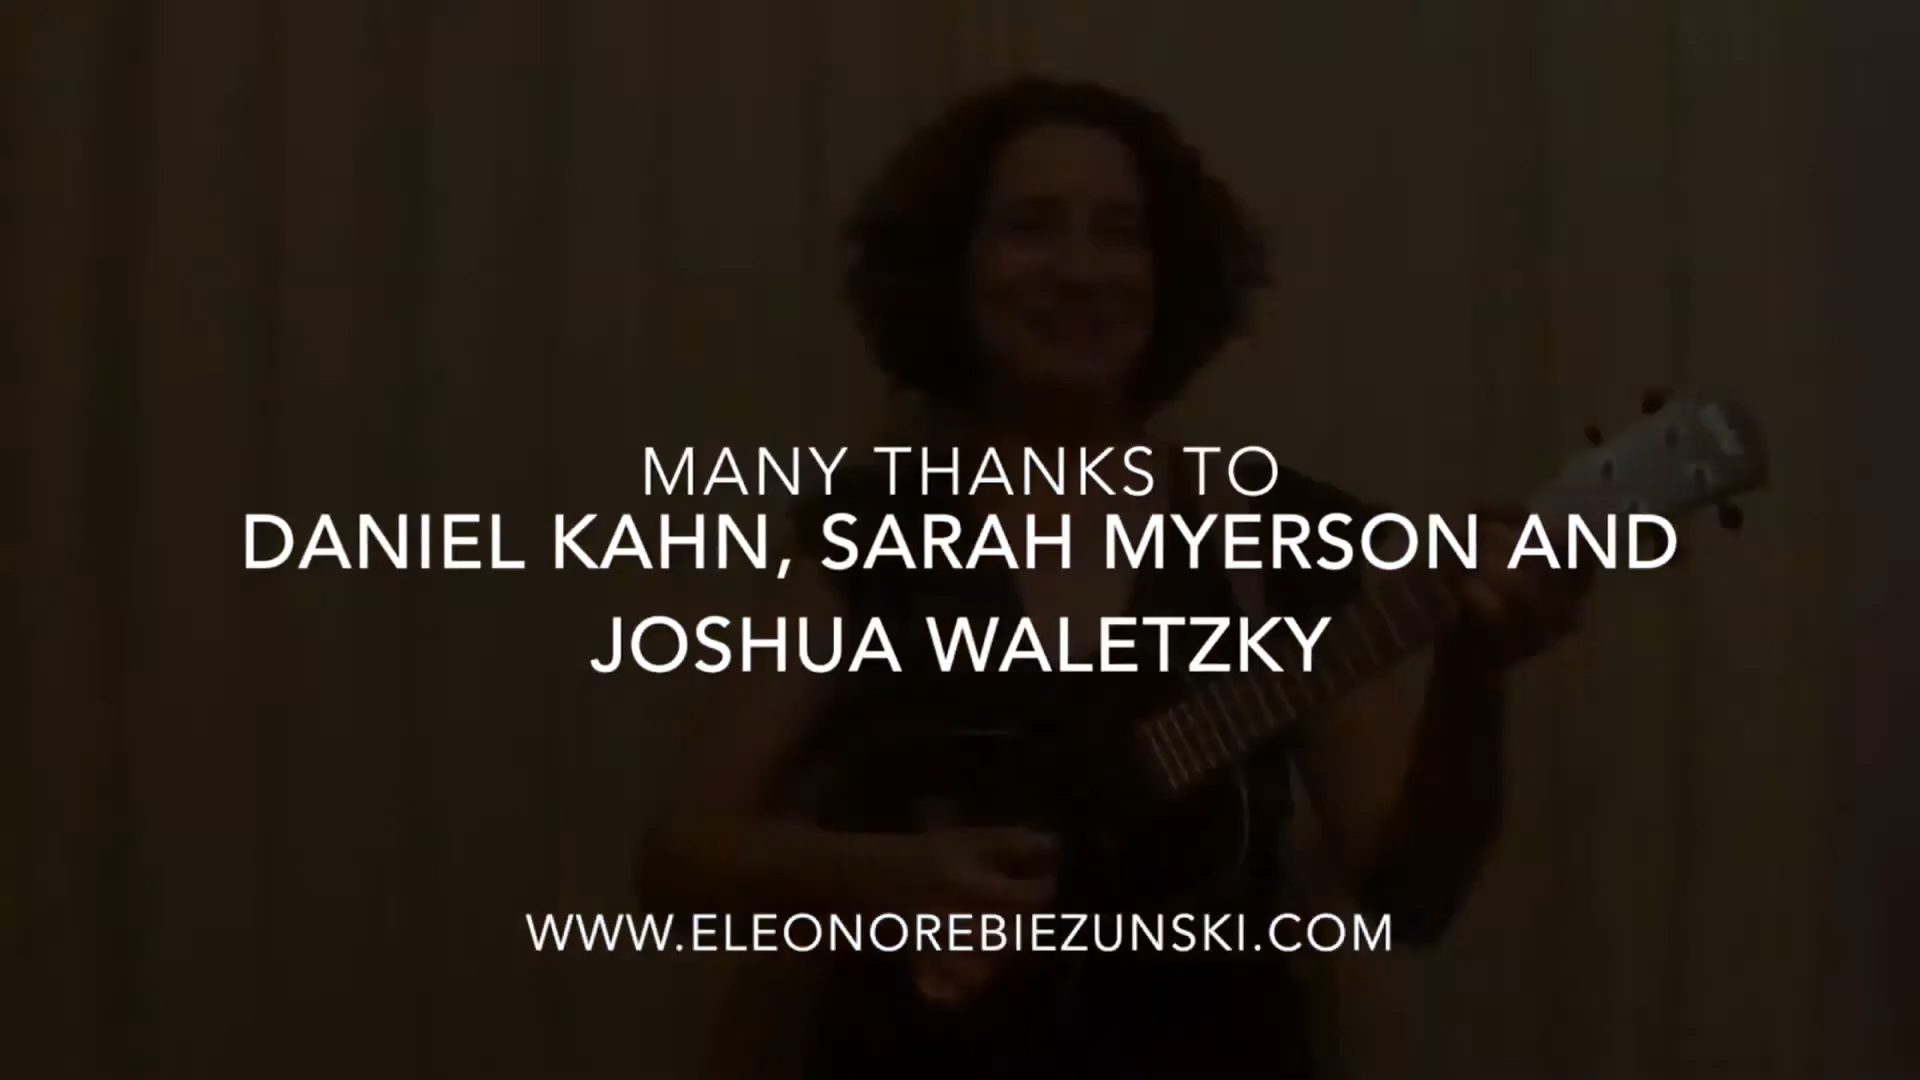 MANY THANKS TO
DANIEL KAHN, SARAH MYERSON AND
JOSHUA WALETZKY
WWW.ELEONOREBIEZUNSKI.COM